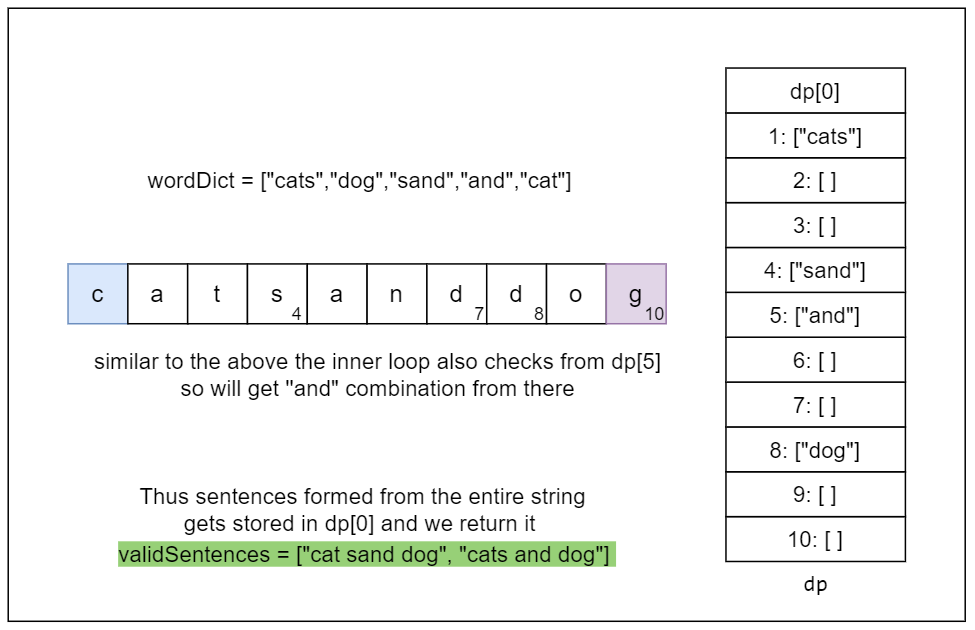 wordDict = ["cats","dog","sand","and","cat"]
c a t s a n d d o g
4 7 8 10
similar to the above the inner loop also checks from dp[5]
so will get "and" combination from there
Thus sentences formed from the entire string
gets stored in dp[0] and we return it
validSentences = ["cat sand dog", "cats and dog"]
dp[0]
1: ["cats"]
2: [ ]
3: [ ]
4: ["sand"]
5: ["and"]
6: [ ]
7: [ ]
8: ["dog"]
9: [ ]
10: [ ]
dp